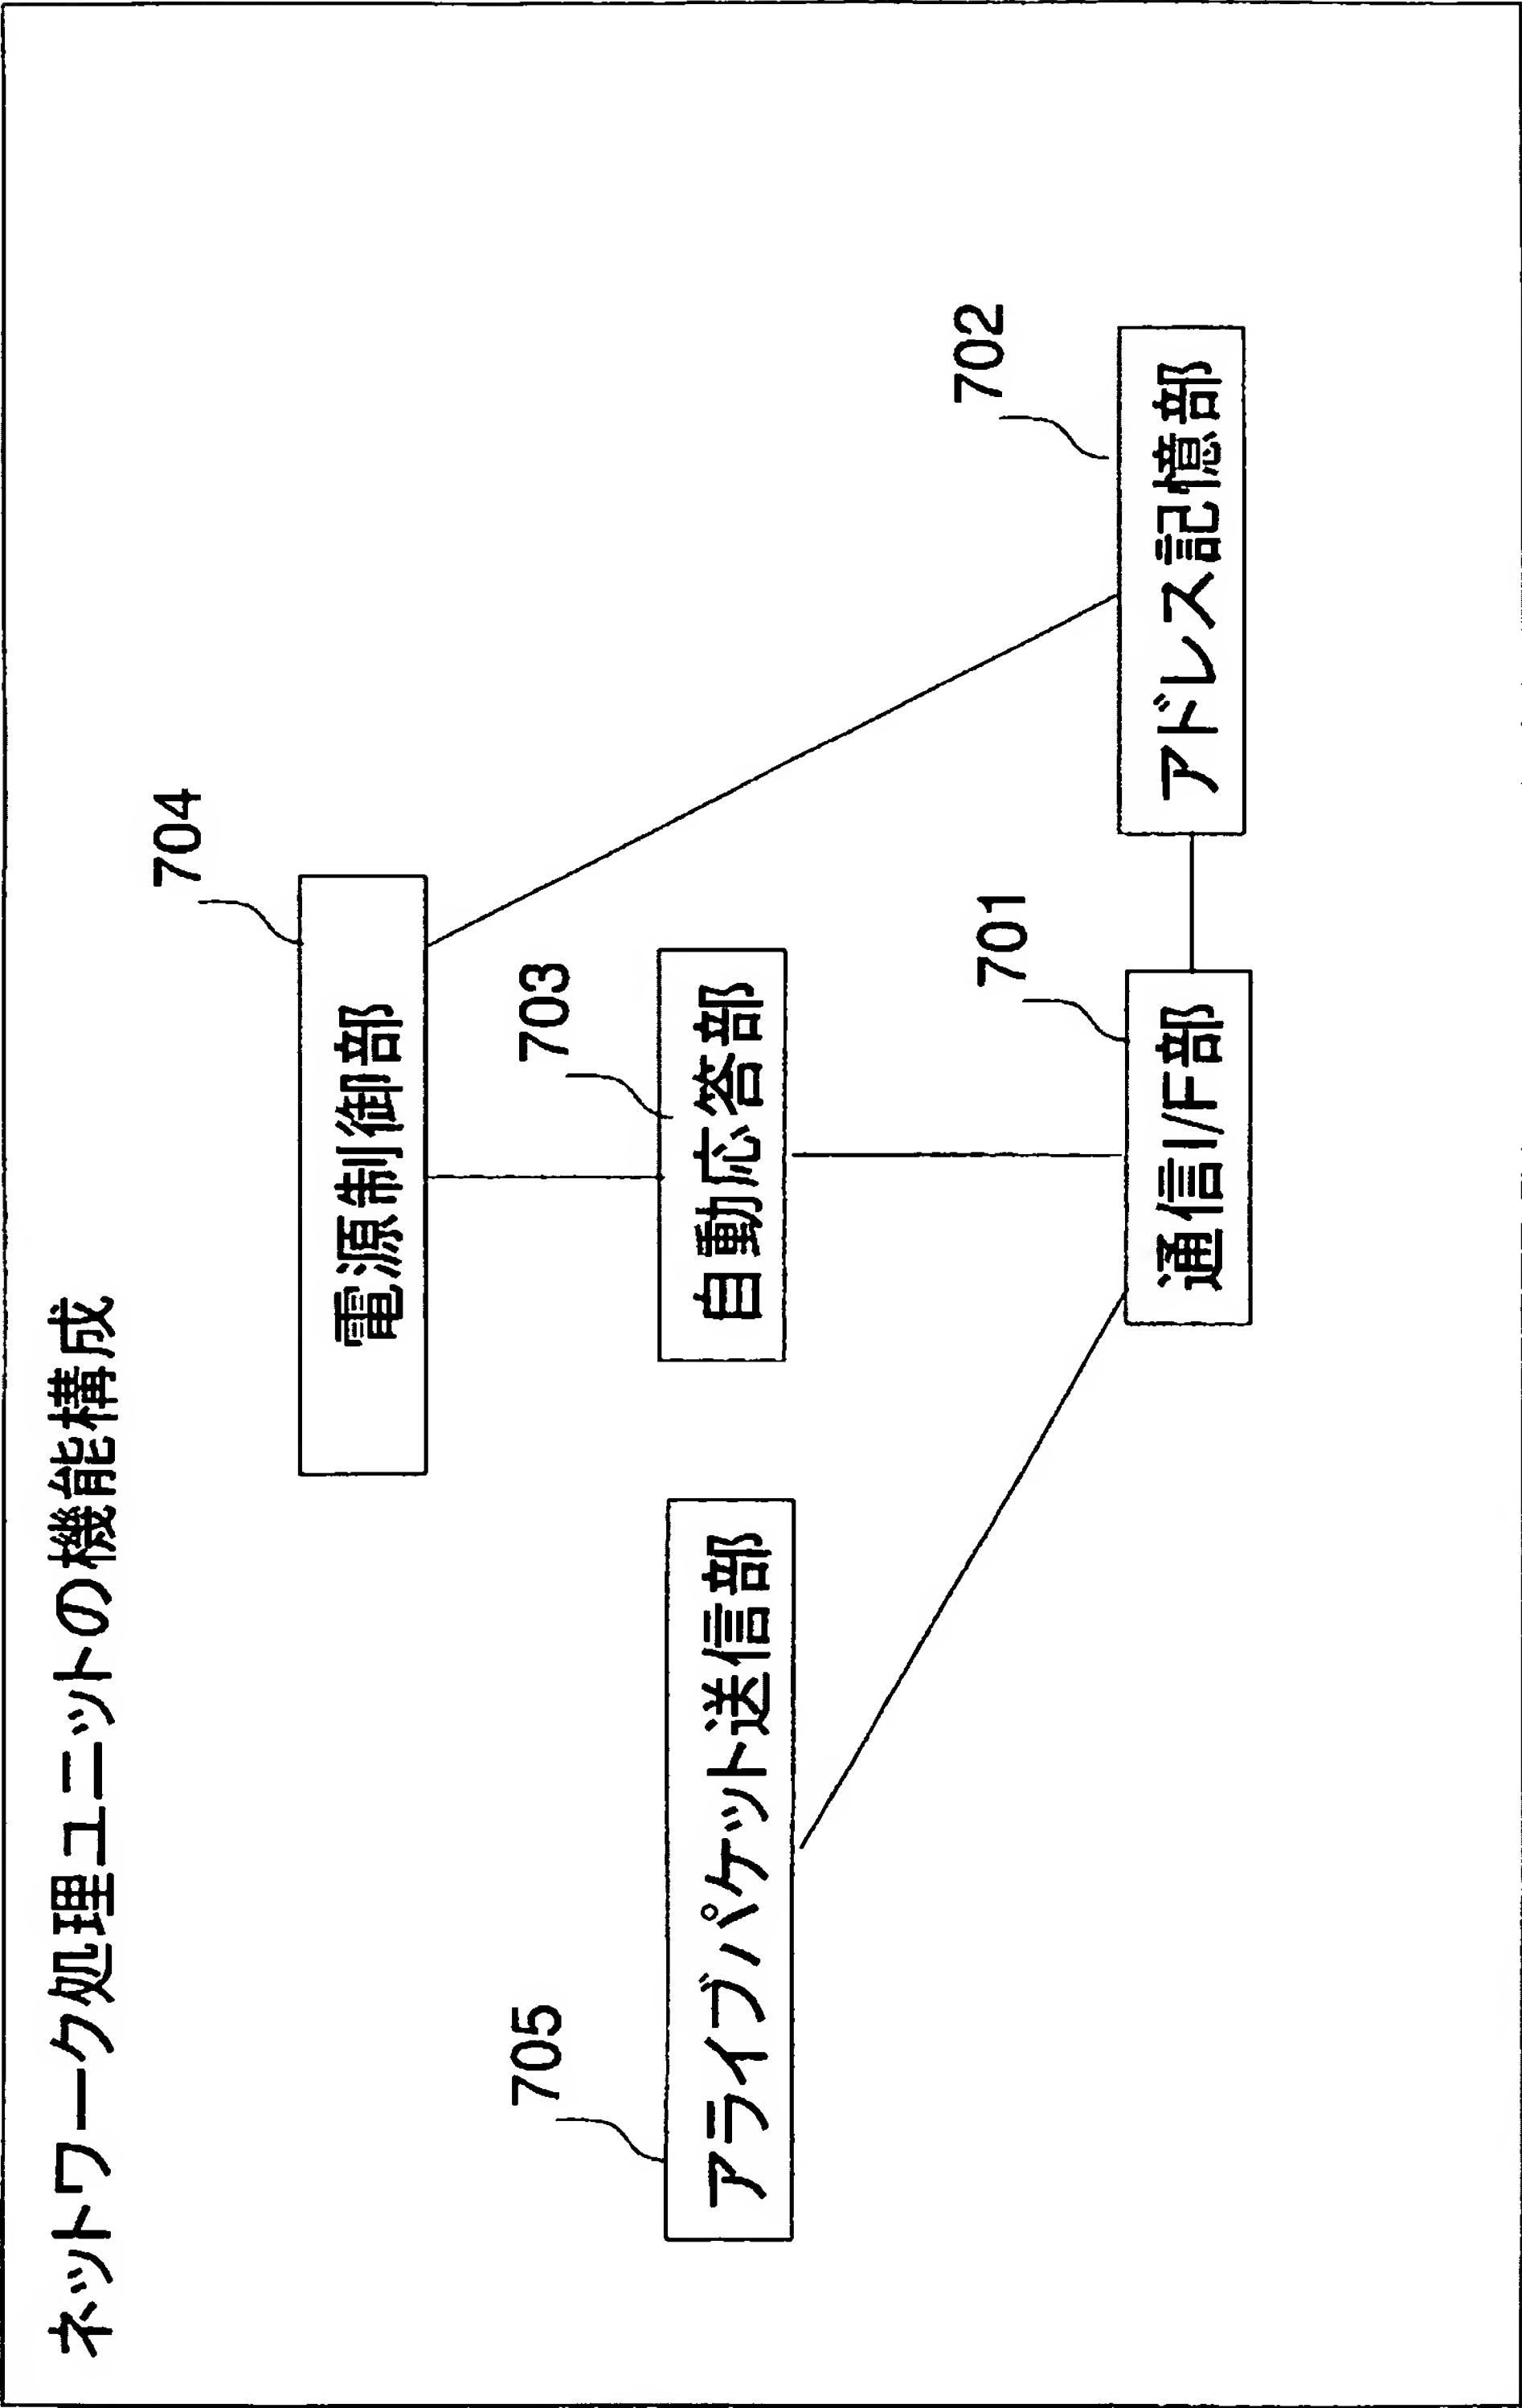 ネットワーク処理ユニットの機能構成
704
電源制御部
703
自動応答部
705
アライブパケット送信部
702
アドレス記憶部
701
通信I/F部